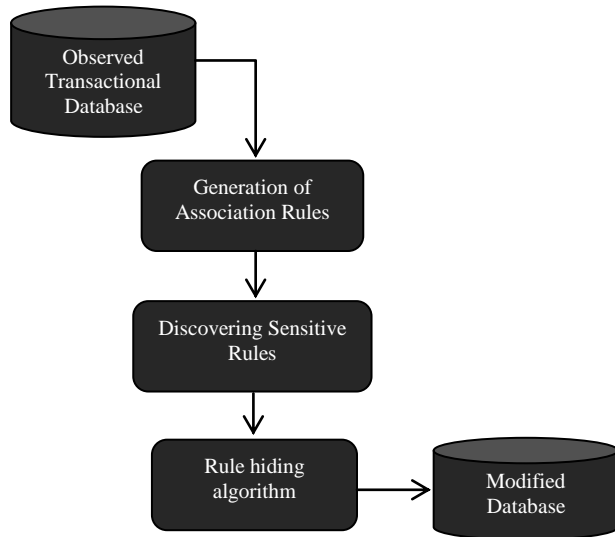 Observed
Transactional
Database
Generation of
Association Rules
Discovering Sensitive
Rules
Rule hiding
algorithm
Modified
Database